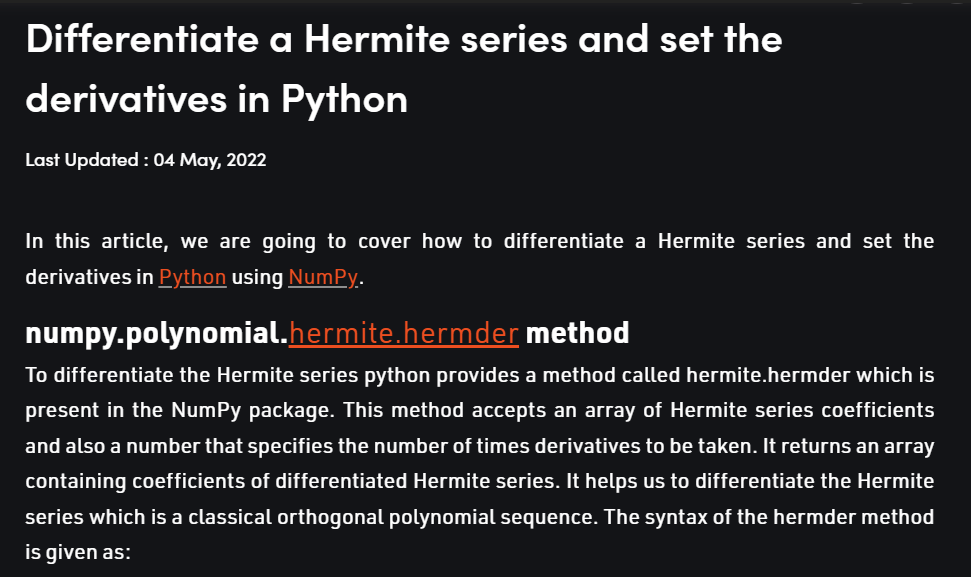 Differentiate a Hermite series and set the
derivatives in Python
Last Updated : 04 May, 2022
In this article, we are going to cover how to differentiate a Hermite series and set the
derivatives in Python using NumPy.
numpy.polynomial.hermite.hermder method
To differentiate the Hermite series python provides a method called hermite.hermder which is
present in the NumPy package. This method accepts an array of Hermite series coefficients
and also a number that specifies the number of times derivatives to be taken. It returns an array
containing coefficients of differentiated Hermite series. It helps us to differentiate the Hermite
series which is a classical orthogonal polynomial sequence. The syntax of the hermder method
is given as: